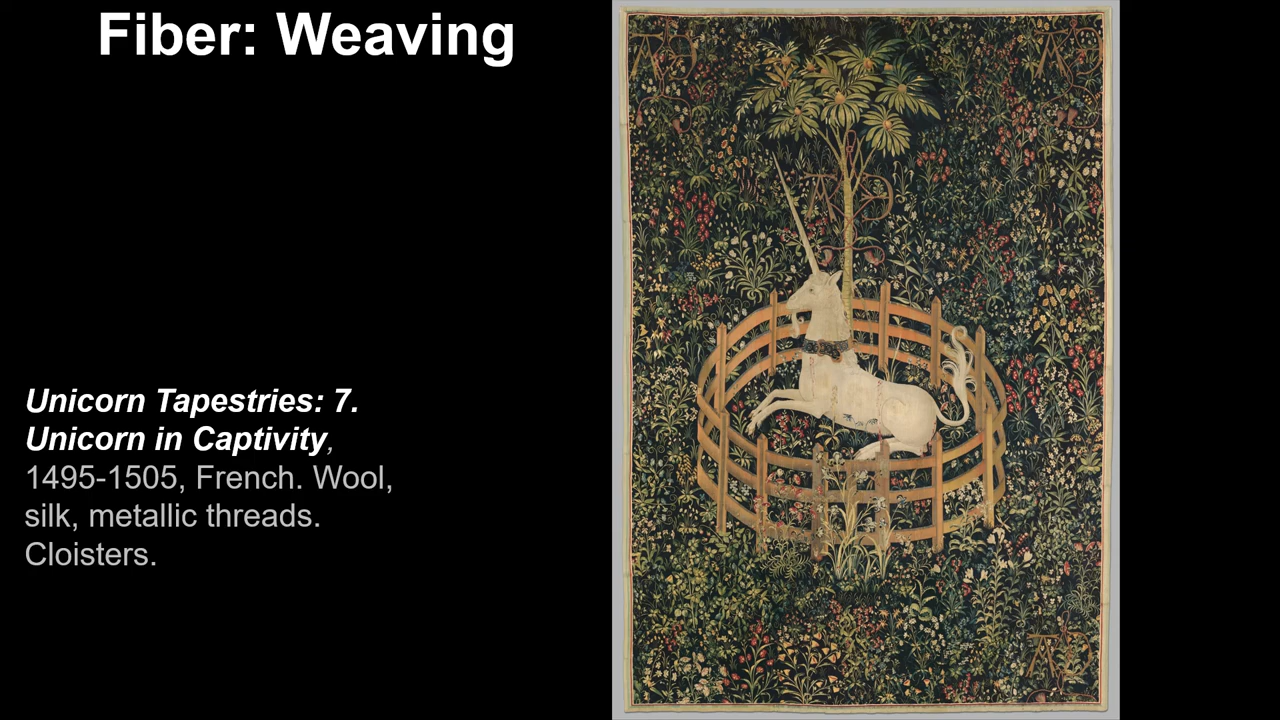 Fiber: Weaving
Unicorn Tapestries: 7.
Unicorn in Captivity,
1495-1505, French. Wool,
silk, metallic threads.
Cloisters.